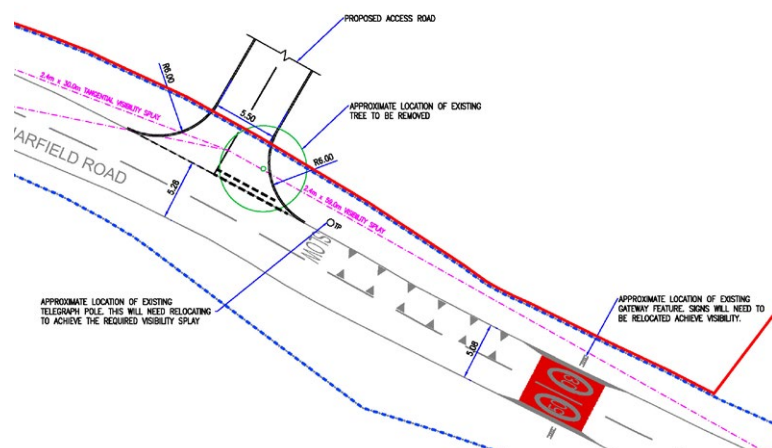 PROPOSED ACCESS ROAD
R6.00
2.4m x 30.0m TANGENTIAL VISIBILITY SPLAY
5.50
APPROXIMATE LOCATION OF EXISTING
TREE TO BE REMOVED
ARFIELD ROAD
R6.00
5.28
2.4m x 59.0m VISIBILITY SPLAY
TP
SLOW
APPROXIMATE LOCATION OF EXISTING
TELEGRAPH POLE. THIS WILL NEED RELOCATING
TO ACHIEVE THE REQUIRED VISIBILITY SPLAY
APPROXIMATE LOCATION OF EXISTING
GATEWAY FEATURE. SIGNS WILL NEED TO
BE RELOCATED ACHIEVE VISIBILITY.
5.08